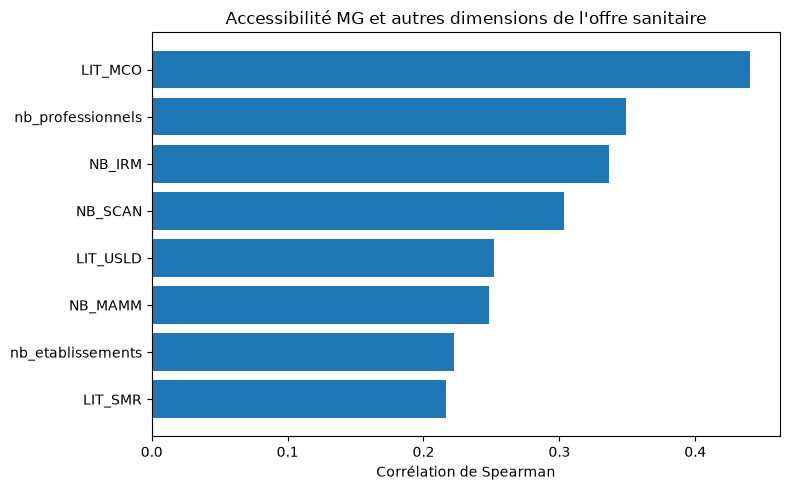 Accessibilité MG et autres dimensions de l'offre sanitaire
LIT_MCO
nb_professionnels
NB_IRM
NB_SCAN
LIT_USLD
NB_MAMM
nb_etablissements
LIT_SMR
0.0 0.1 0.2 0.3 0.4
Corrélation de Spearman